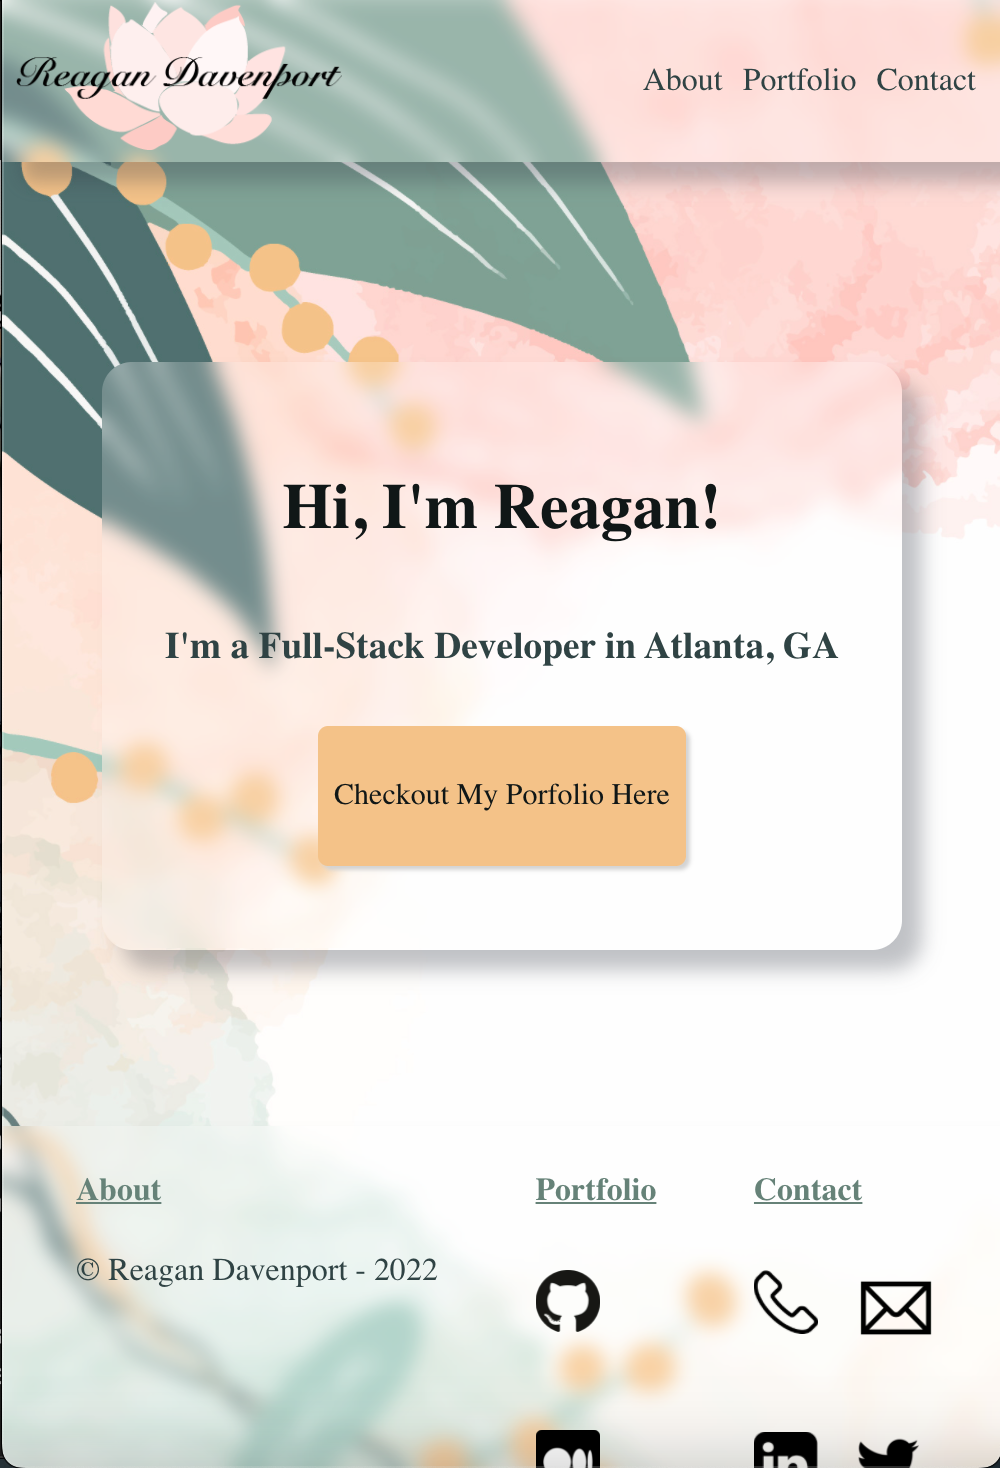 Reagan Davenport
About Portfolio Contact
Hi, I'm Reagan!
I'm a Full-Stack Developer in Atlanta, GA
Checkout My Porfolio Here
About Portfolio Contact
© Reagan Davenport - 2022
in